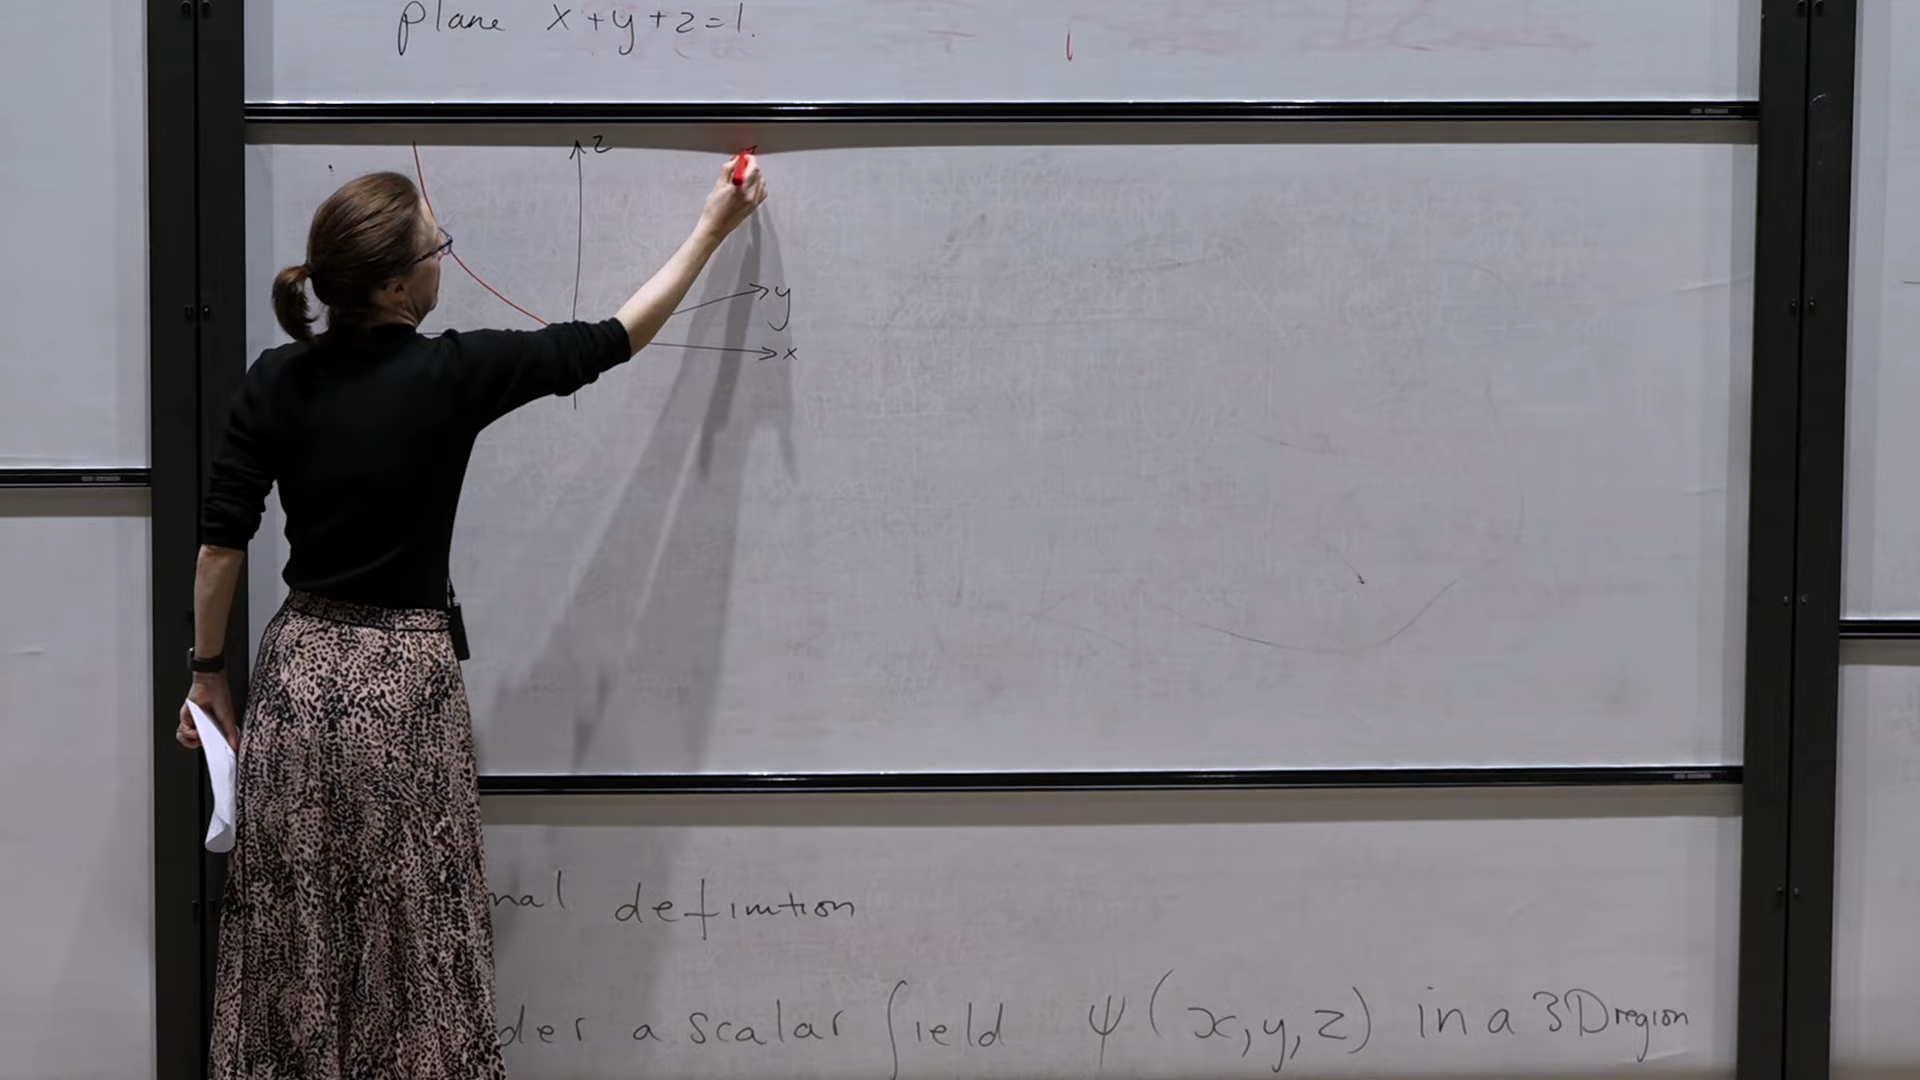 plane x+y+z=1.
z
y
x
nal definition
der a scalar field ψ(x,y,z) in a 3D region